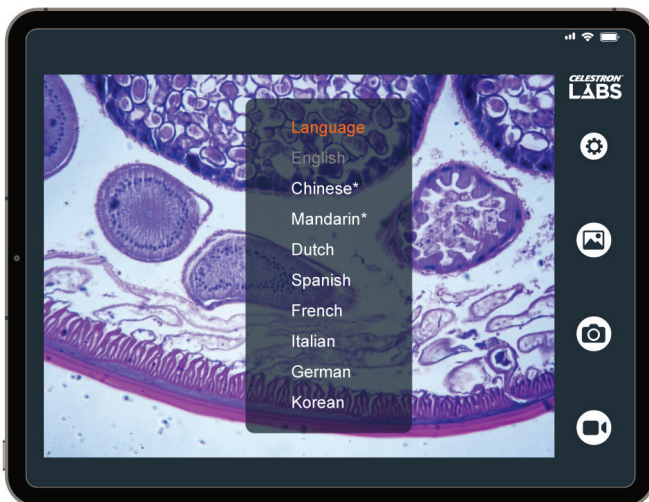 CELESTRON
LABS
Language
English
Chinese*
Mandarin*
Dutch
Spanish
French
Italian
German
Korean